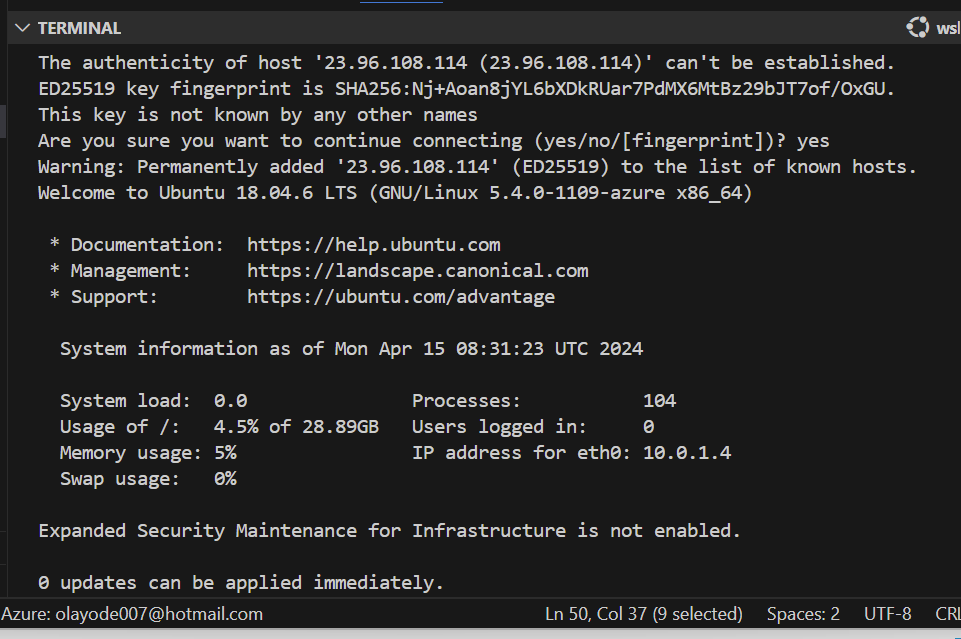 TERMINAL
wsl
The authenticity of host '23.96.108.114 (23.96.108.114)' can't be established.
ED25519 key fingerprint is SHA256:Nj+Aoan8jYL6bXDkRUar7PdMX6MtBz29bJT7of/OxGU.
This key is not known by any other names
Are you sure you want to continue connecting (yes/no/[fingerprint])? yes
Warning: Permanently added '23.96.108.114' (ED25519) to the list of known hosts.
Welcome to Ubuntu 18.04.6 LTS (GNU/Linux 5.4.0-1109-azure x86_64)
* Documentation: https://help.ubuntu.com
* Management: https://landscape.canonical.com
* Support: https://ubuntu.com/advantage
System information as of Mon Apr 15 08:31:23 UTC 2024
System load: 0.0 Processes: 104
Usage of /: 4.5% of 28.89GB Users logged in: 0
Memory usage: 5% IP address for eth0: 10.0.1.4
Swap usage: 0%
Expanded Security Maintenance for Infrastructure is not enabled.
0 updates can be applied immediately.
Azure: olayode007@hotmail.com Ln 50, Col 37 (9 selected) Spaces: 2 UTF-8